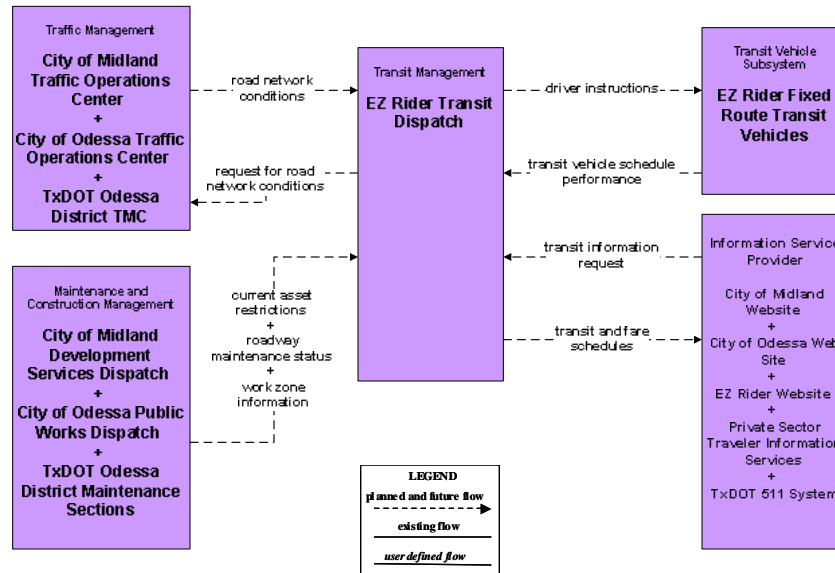 Traffic Management
City of Midland
Traffic Operations
Center
+
City of Odessa Traffic
Operations Center
+
TxDOT Odessa
District TMC
road network
conditions
request for road
network conditions
Transit Management
EZ Rider Transit
Dispatch
driver instructions
transit vehicle schedule
performance
Transit Vehicle
Subsystem
EZ Rider Fixed
Route Transit
Vehicles
Maintenance and
Construction Management
City of Midland
Development
Services Dispatch
+
City of Odessa Public
Works Dispatch
+
TxDOT Odessa
District Maintenance
Sections
current asset
restrictions
+
roadway
maintenance status
+
work zone
information
transit information
request
transit and fare
schedules
Information Service
Provider
City of Midland
Website
+
City of Odessa Web
Site
+
EZ Rider Website
+
Private Sector
Traveler Information
Services
+
TxDOT 511 System
LEGEND
planned and future flow
existing flow
user defined flow